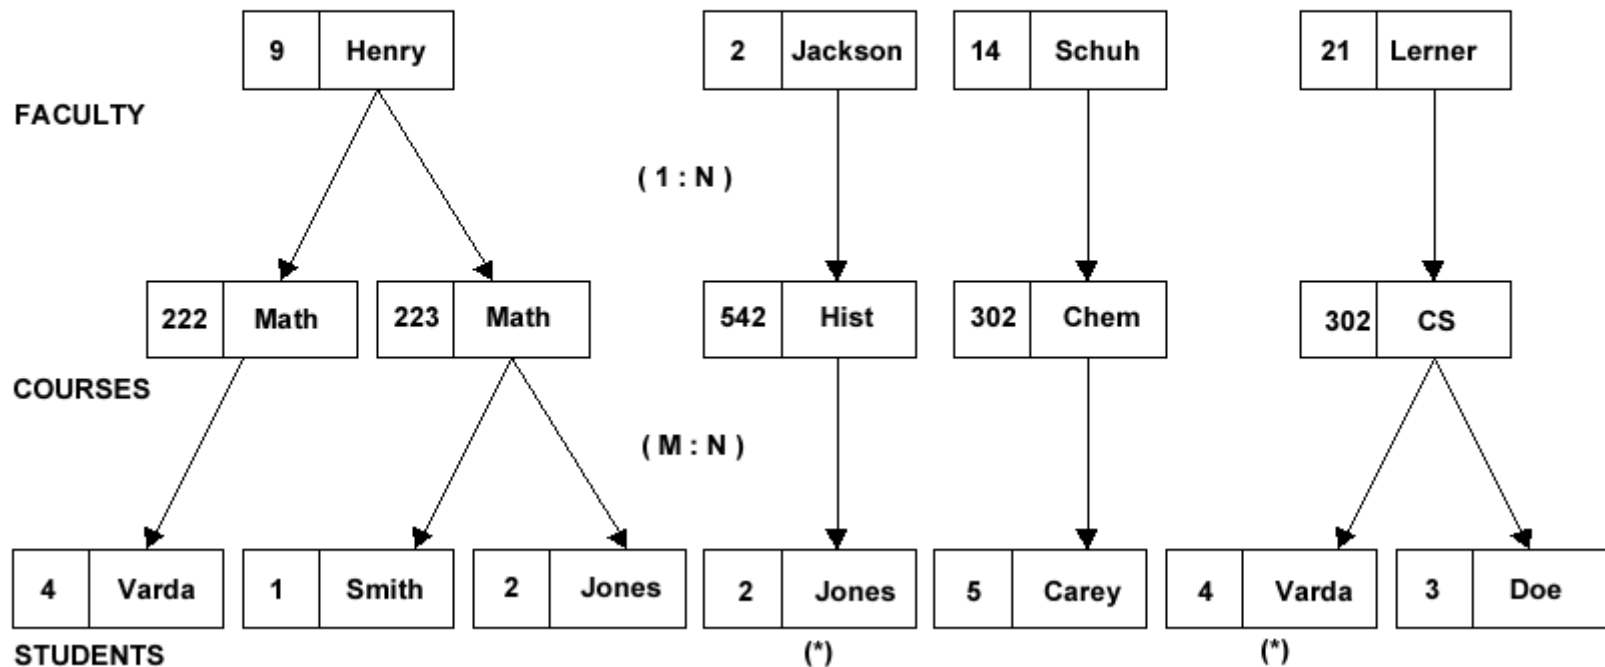 9 Henry 2 Jackson 14 Schuh 21 Lerner
FACULTY
( 1 : N )
222 Math 223 Math 542 Hist 302 Chem 302 CS
COURSES
( M : N )
4 Varda 1 Smith 2 Jones 2 Jones 5 Carey 4 Varda 3 Doe
STUDENTS (*) (*)